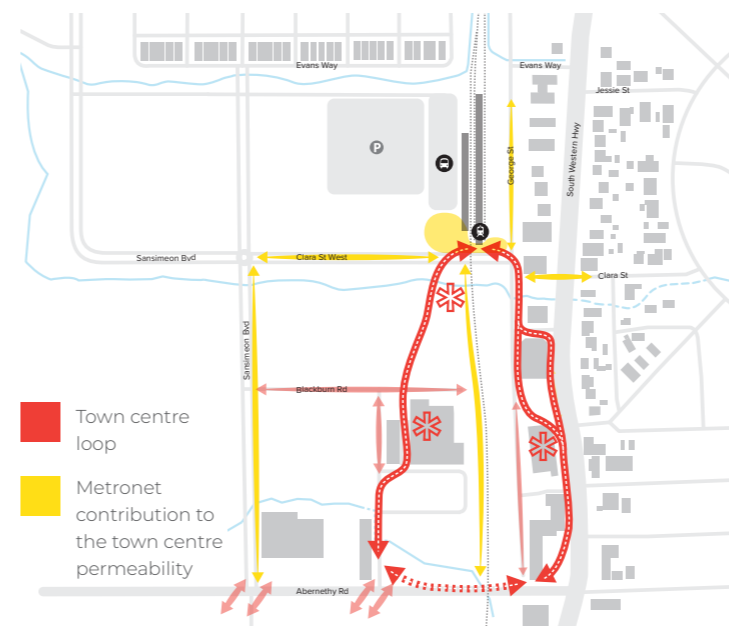 Evans Way
Evans Way
Jessie St
P
George St
South Western Hwy
Sansimeon Bvd
Clara St West
Clara St
Sansimeon Bvd
Blackburn Rd
Town centre
loop
Metronet
contribution to
the town centre
permeability
Abernethy Rd